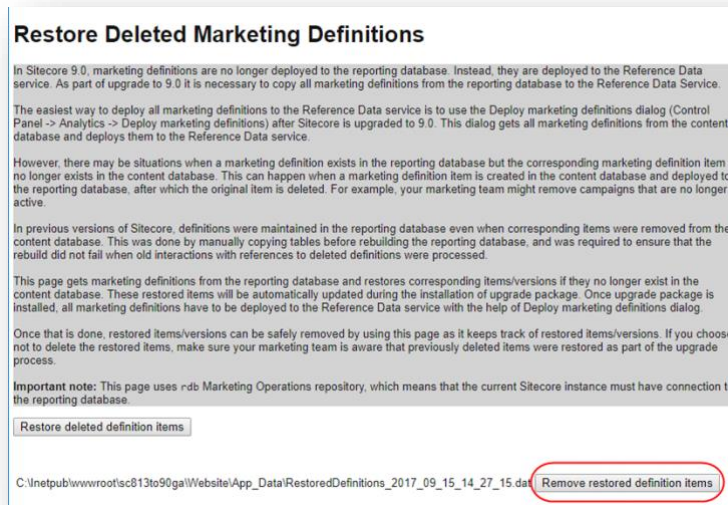 Restore Deleted Marketing Definitions
In Sitecore 9.0, marketing definitions are no longer deployed to the reporting database. Instead, they are deployed to the Reference Data
service. As part of upgrade to 9.0 it is necessary to copy all marketing definitions from the reporting database to the Reference Data Service.
The easiest way to deploy all marketing definitions to the Reference Data service is to use the Deploy marketing definitions dialog (Control
Panel -> Analytics -> Deploy marketing definitions) after Sitecore is upgraded to 9.0. This dialog gets all marketing definitions from the content
database and deploys them to the Reference Data service.
However, there may be situations when a marketing definition exists in the reporting database but the corresponding marketing definition item
no longer exists in the content database. This can happen when a marketing definition item is created in the content database and deployed to
the reporting database, after which the original item is deleted. For example, your marketing team might remove campaigns that are no longer
active.
In previous versions of Sitecore, definitions were maintained in the reporting database even when corresponding items were removed from the
content database. This was done by manually copying tables before rebuilding the reporting database, and was required to ensure that the
rebuild did not fail when old interactions with references to deleted definitions were processed.
This page gets marketing definitions from the reporting database and restores corresponding items/versions if they no longer exist in the
content database. These restored items will be automatically updated during the installation of upgrade package. Once upgrade package is
installed, all marketing definitions have to be deployed to the Reference Data service with the help of Deploy marketing definitions dialog.
Once that is done, restored items/versions can be safely removed by using this page as it keeps track of restored items/versions. If you choose
not to delete the restored items, make sure your marketing team is aware that previously deleted items were restored as part of the upgrade
process.
Important note: This page uses rdb Marketing Operations repository, which means that the current Sitecore instance must have connection t
the reporting database.
Restore deleted definition items
C:\Inetpub\wwwroot\sc813to90ga\Website\App_Data\RestoredDefinitions_2017_09_15_14_27_15.dat Remove restored definition items